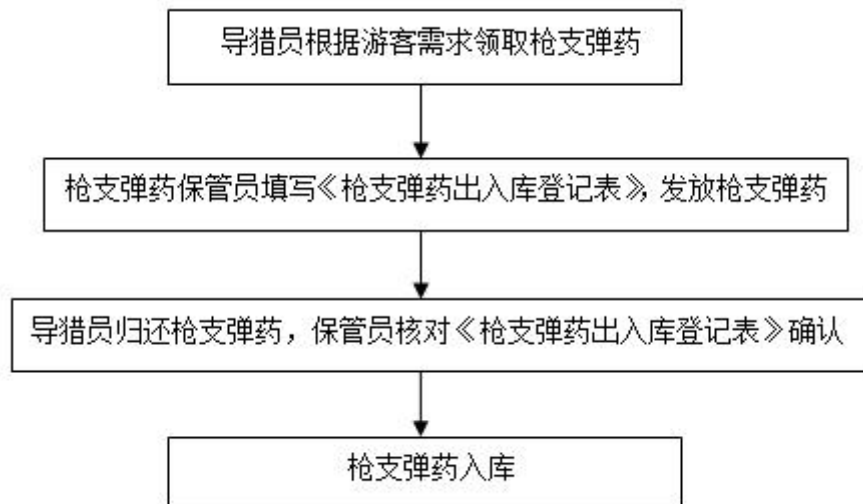 导猎员根据游客需求领取枪支弹药
枪支弹药保管员填写《枪支弹药出入库登记表》，发放枪支弹药
导猎员归还枪支弹药，保管员核对《枪支弹药出入库登记表》确认
枪支弹药入库